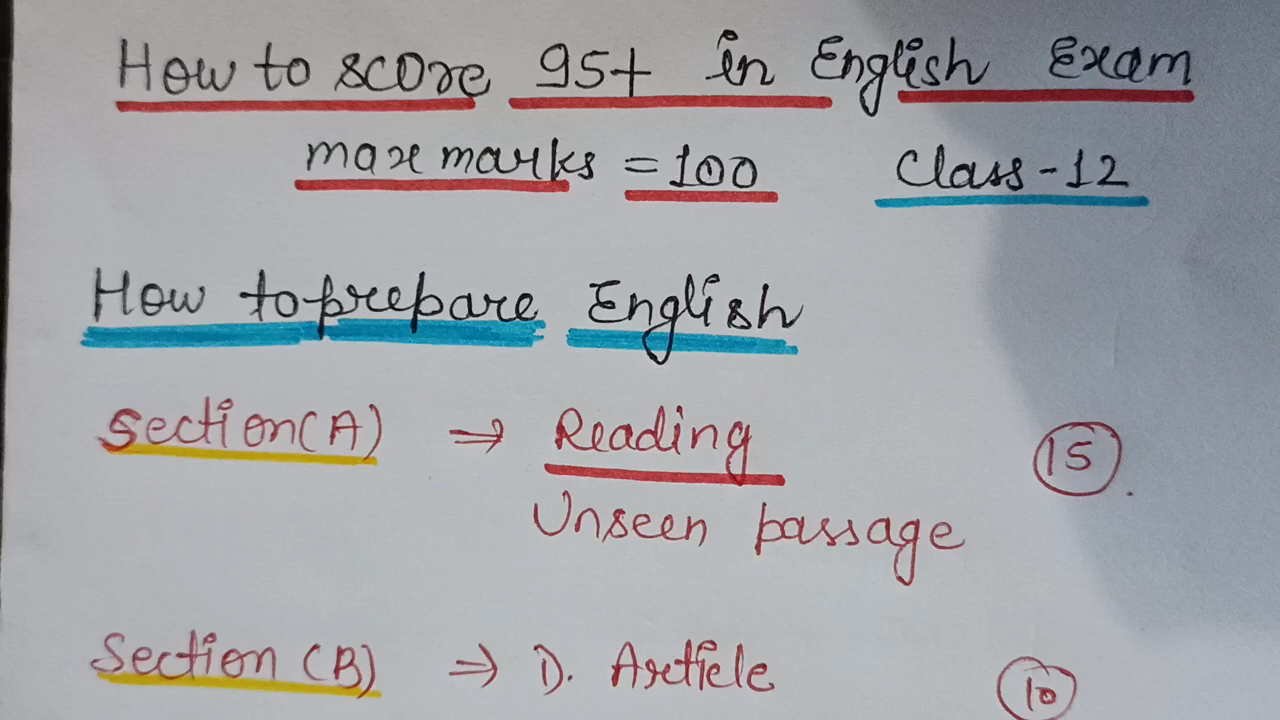 How to score 95+ in English Exam
max marks = 100 Class-12
How to prepare English
Section(A) → Reading (15).
Unseen passage
Section (B) → 1). Article (10)